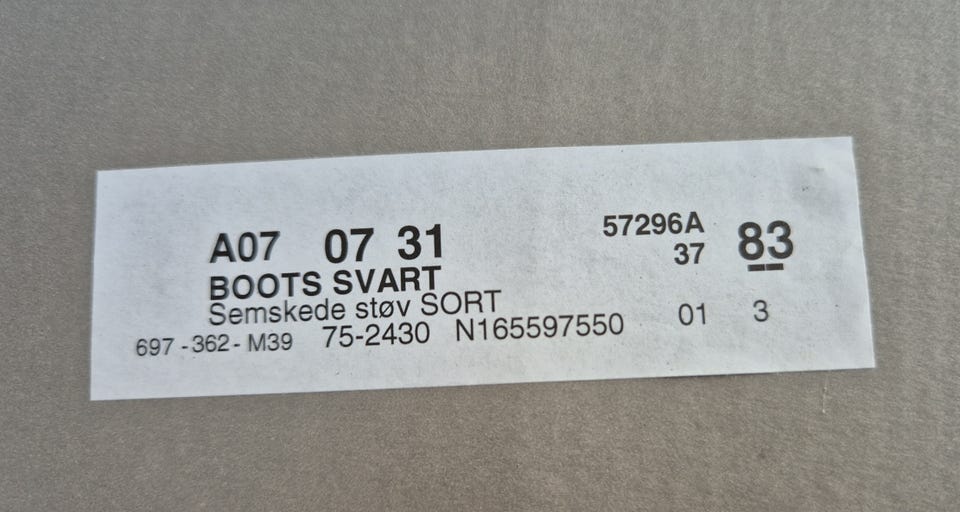 A07 07 31 57296A 83
BOOTS SVART 37
Semskede støv SORT 01 3
697-362-M39 75-2430 N165597550